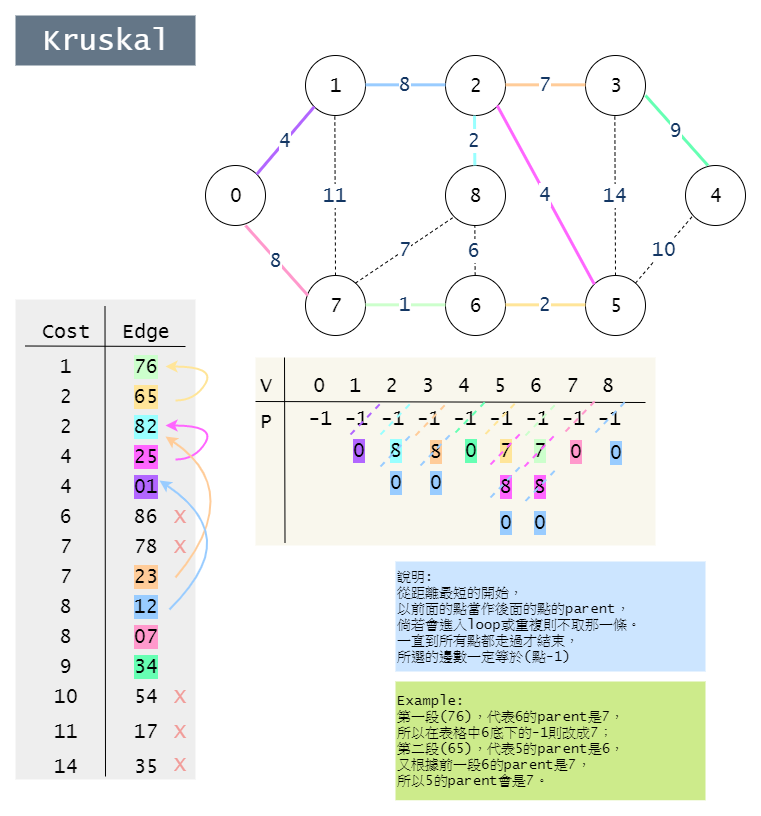 Kruskal
1 8 2 7 3
4 2 9
0 11 8 4 14 4
8 7 6 10
7 1 6 2 5
Cost Edge
1 76
2 65
2 82
4 25
4 01
6 86 X
7 78 X
7 23
8 12
8 07
9 34
10 54 X
11 17 X
14 35 X
V 0 1 2 3 4 5 6 7 8
P -1 -1 -1 -1 -1 -1 -1 -1 -1
0 8 8 0 7 7 0 0
0 0 8 8
0 0
說明:
從距離最短的開始，
以前面的點當作後面的點的parent，
倘若會進入loop或重複則不取那一條。
一直到所有點都走過才結束，
所選的邊數一定等於(點-1)
Example:
第一段(76)，代表6的parent是7，
所以在表格中6底下的-1則改成7；
第二段(65)，代表5的parent是6，
又根據前一段6的parent是7，
所以5的parent會是7。